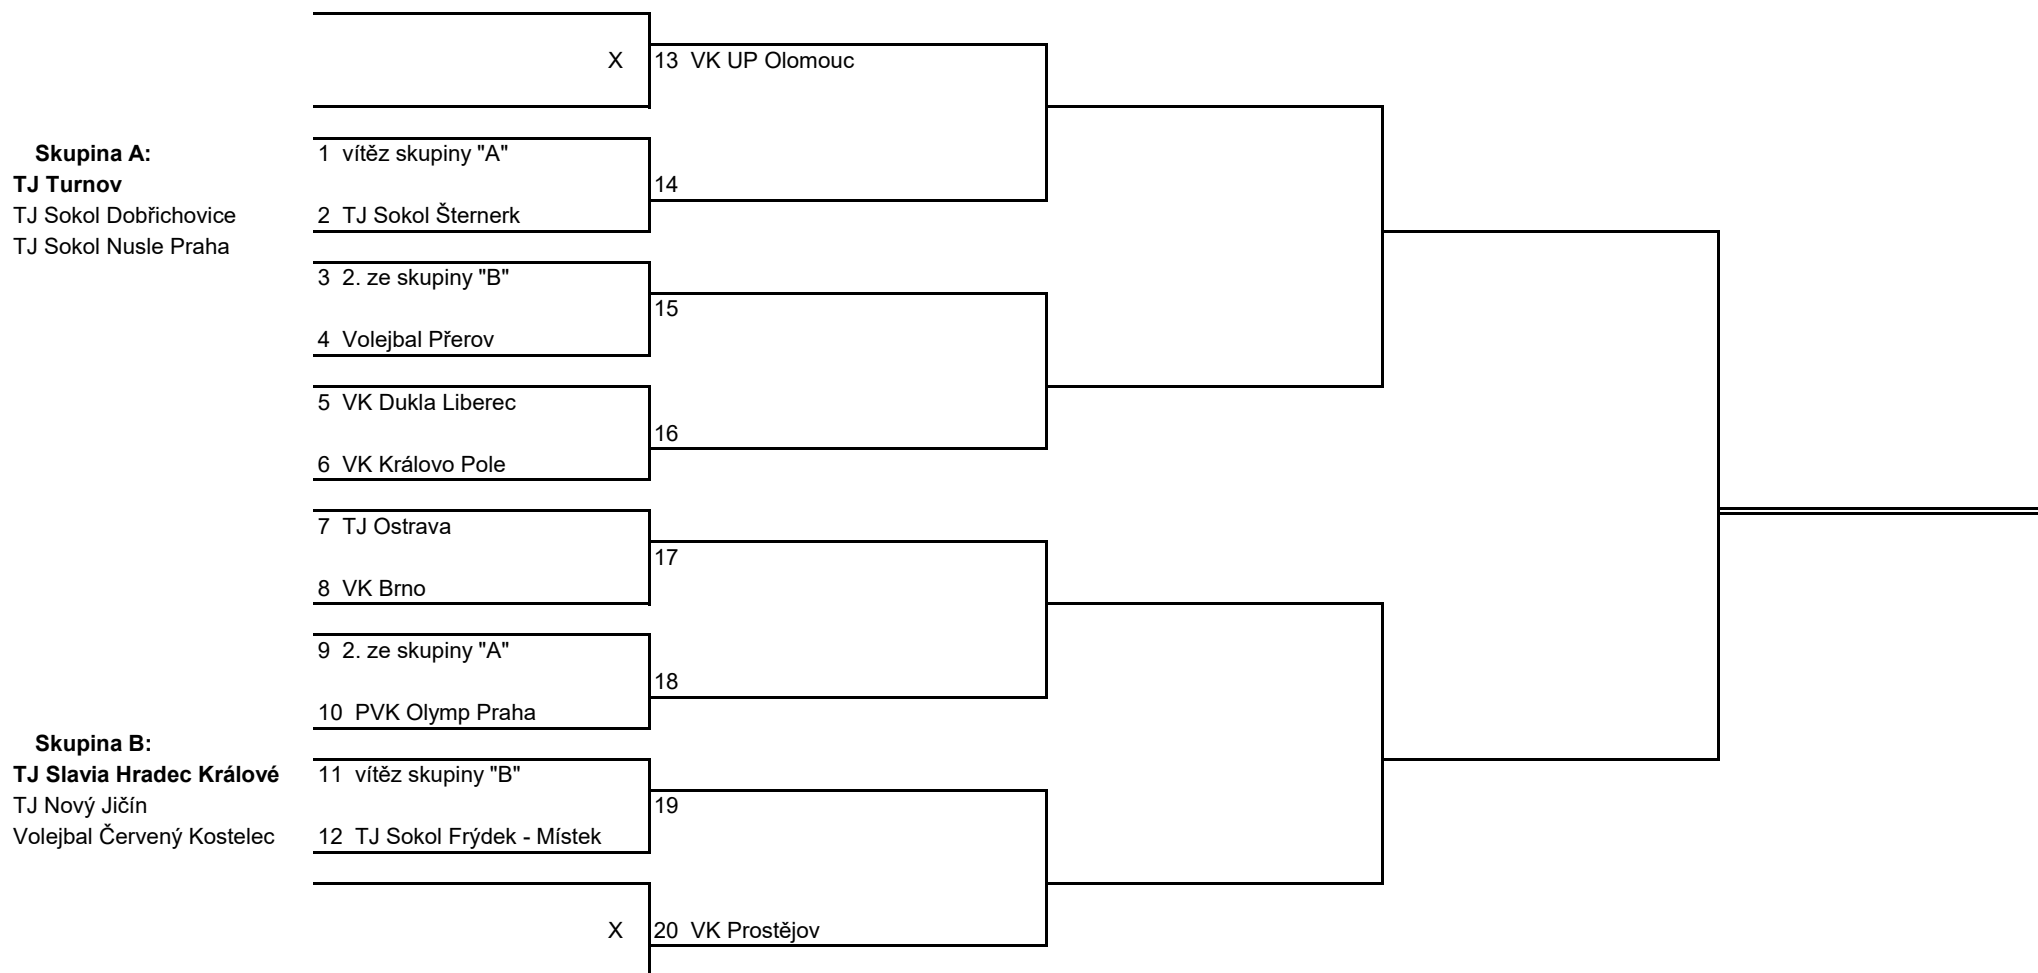 X
13 VK UP Olomouc
Skupina A:
TJ Turnov
TJ Sokol Dobřichovice
TJ Sokol Nusle Praha
1 vítěz skupiny "A"
2 TJ Sokol Šternerk
14
3 2. ze skupiny "B"
4 Volejbal Přerov
15
5 VK Dukla Liberec
6 VK Královo Pole
16
7 TJ Ostrava
8 VK Brno
17
9 2. ze skupiny "A"
10 PVK Olymp Praha
18
Skupina B:
TJ Slavia Hradec Králové
TJ Nový Jičín
Volejbal Červený Kostelec
11 vítěz skupiny "B"
12 TJ Sokol Frýdek - Místek
19
X
20 VK Prostějov